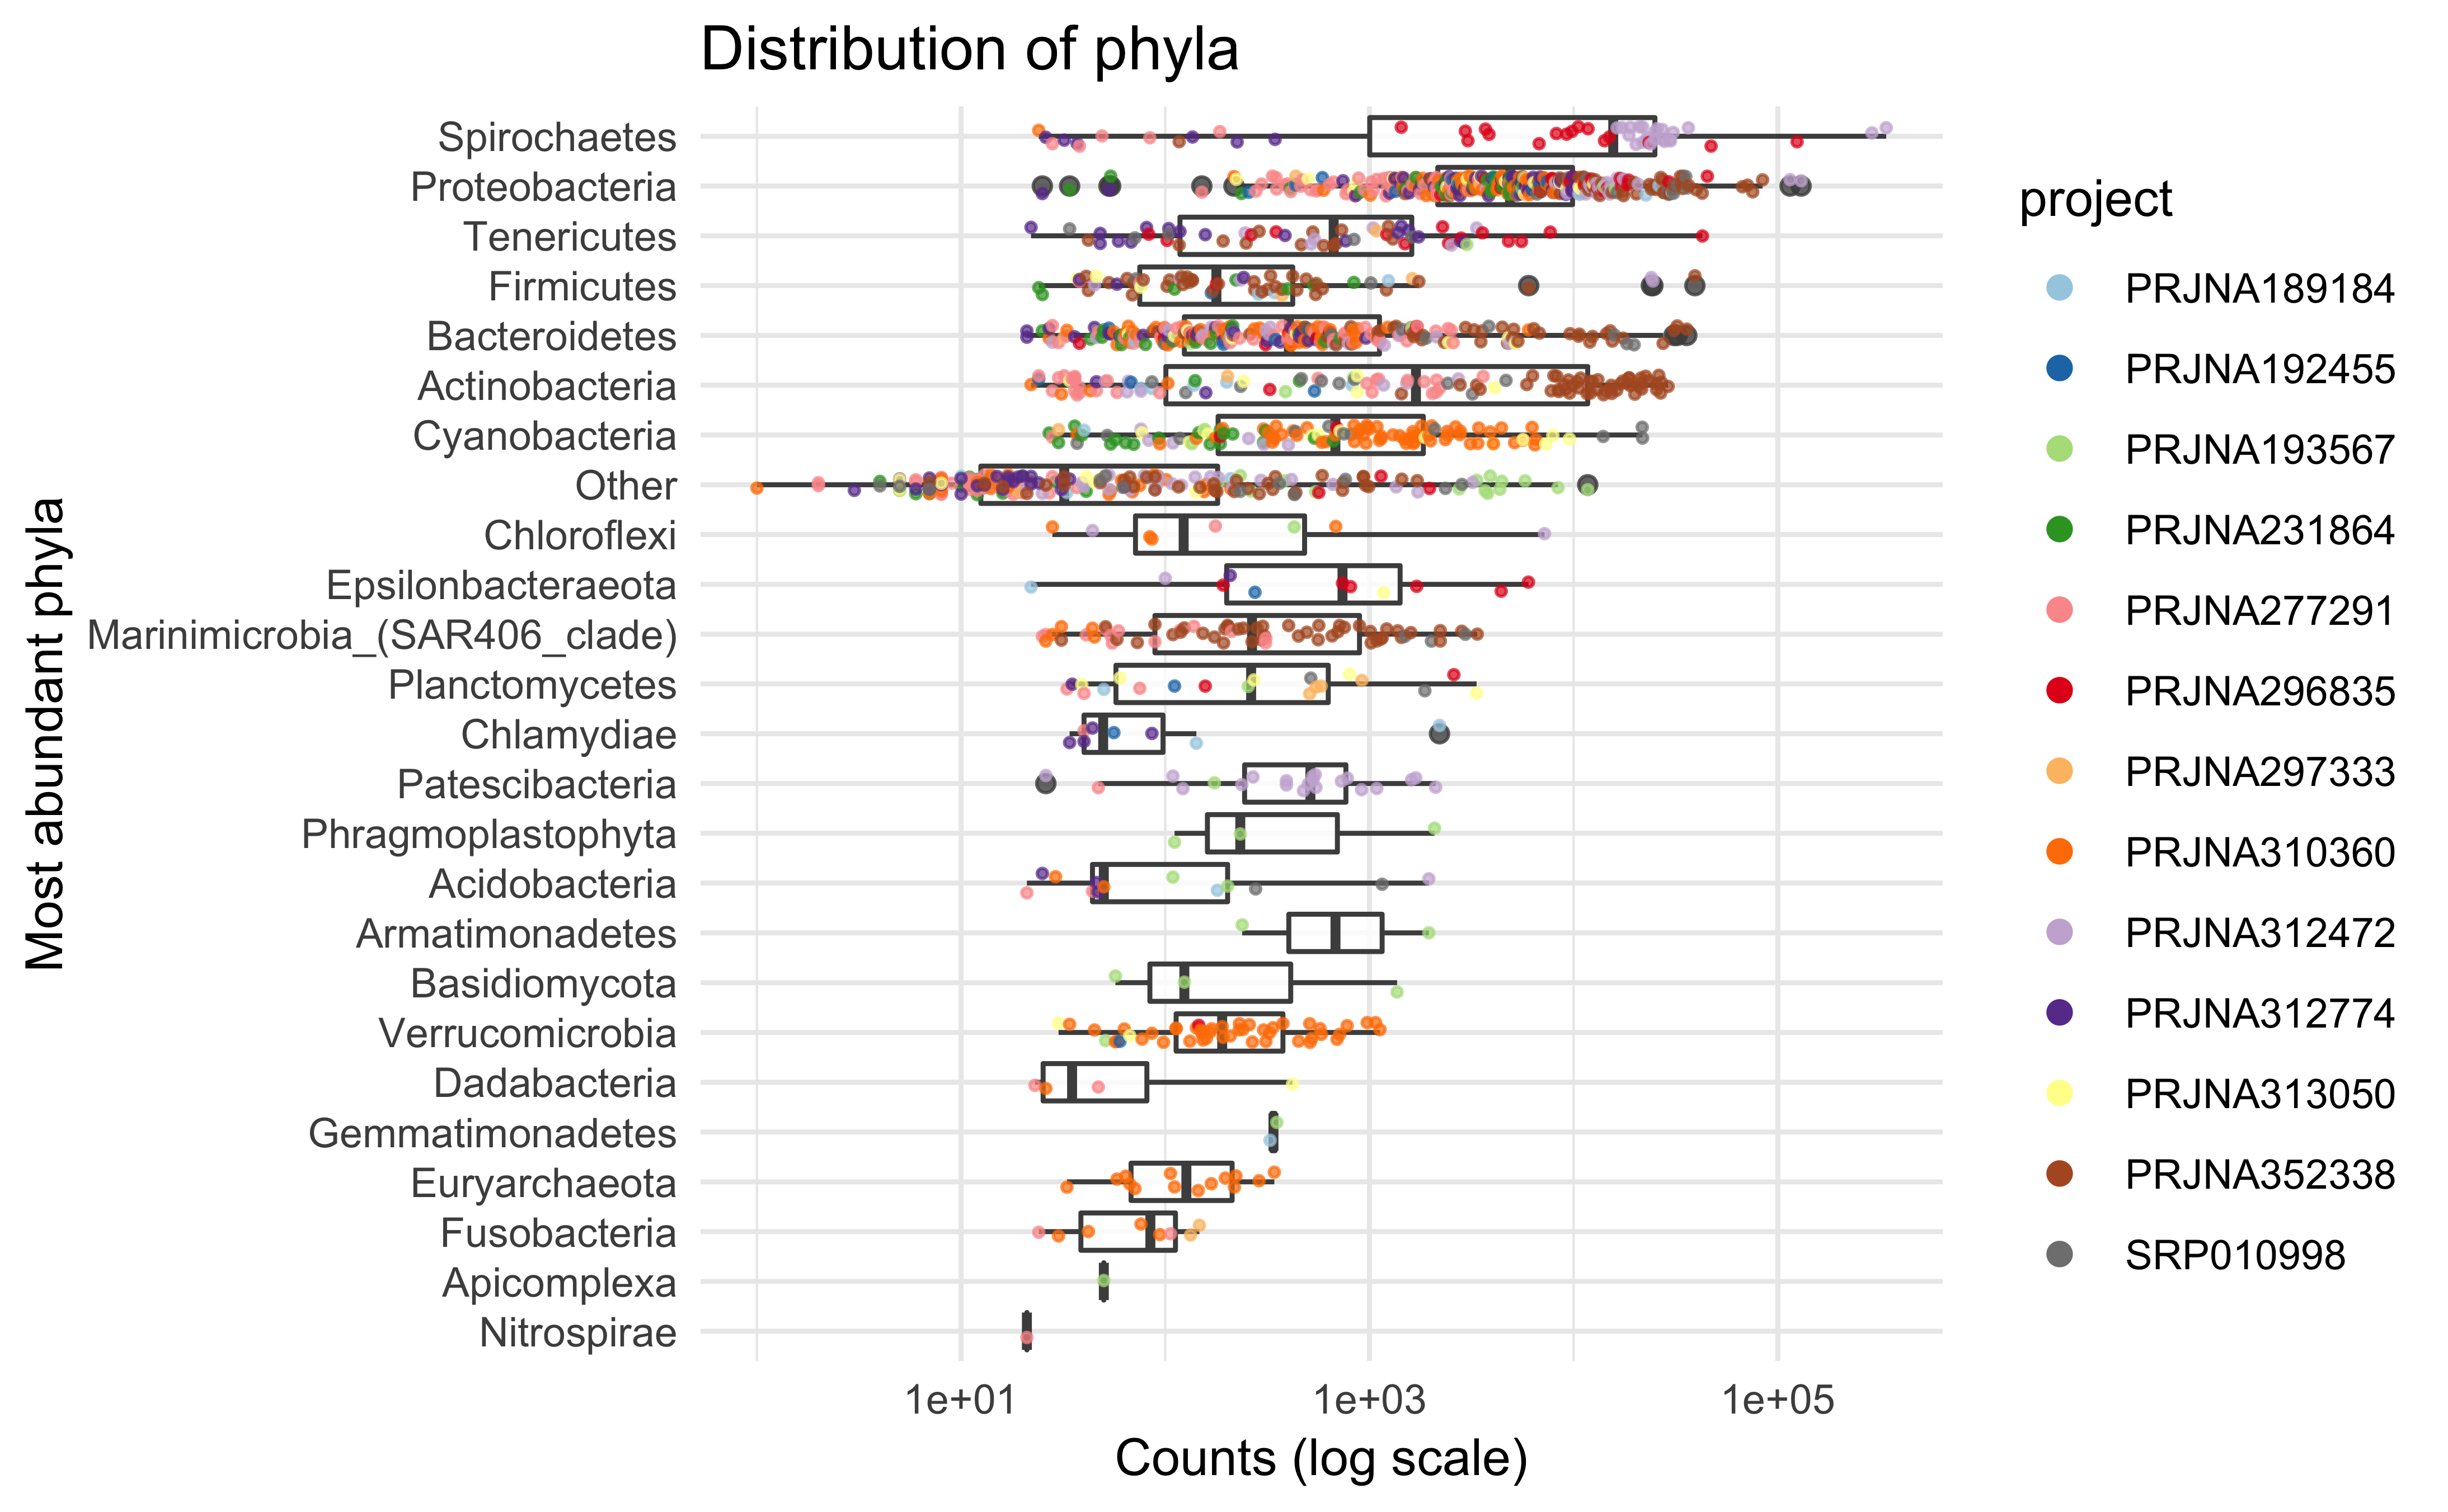 Distribution of phyla
Most abundant phyla
Spirochaetes
Proteobacteria
Tenericutes
Firmicutes
Bacteroidetes
Actinobacteria
Cyanobacteria
Other
Chloroflexi
Epsilonbacteraeota
Marinimicrobia_(SAR406_clade)
Planctomycetes
Chlamydiae
Patescibacteria
Phragmoplastophyta
Acidobacteria
Armatimonadetes
Basidiomycota
Verrucomicrobia
Dadabacteria
Gemmatimonadetes
Euryarchaeota
Fusobacteria
Apicomplexa
Nitrospirae
1e+01 1e+03 1e+05
Counts (log scale)
project
PRJNA189184
PRJNA192455
PRJNA193567
PRJNA231864
PRJNA277291
PRJNA296835
PRJNA297333
PRJNA310360
PRJNA312472
PRJNA312774
PRJNA313050
PRJNA352338
SRP010998